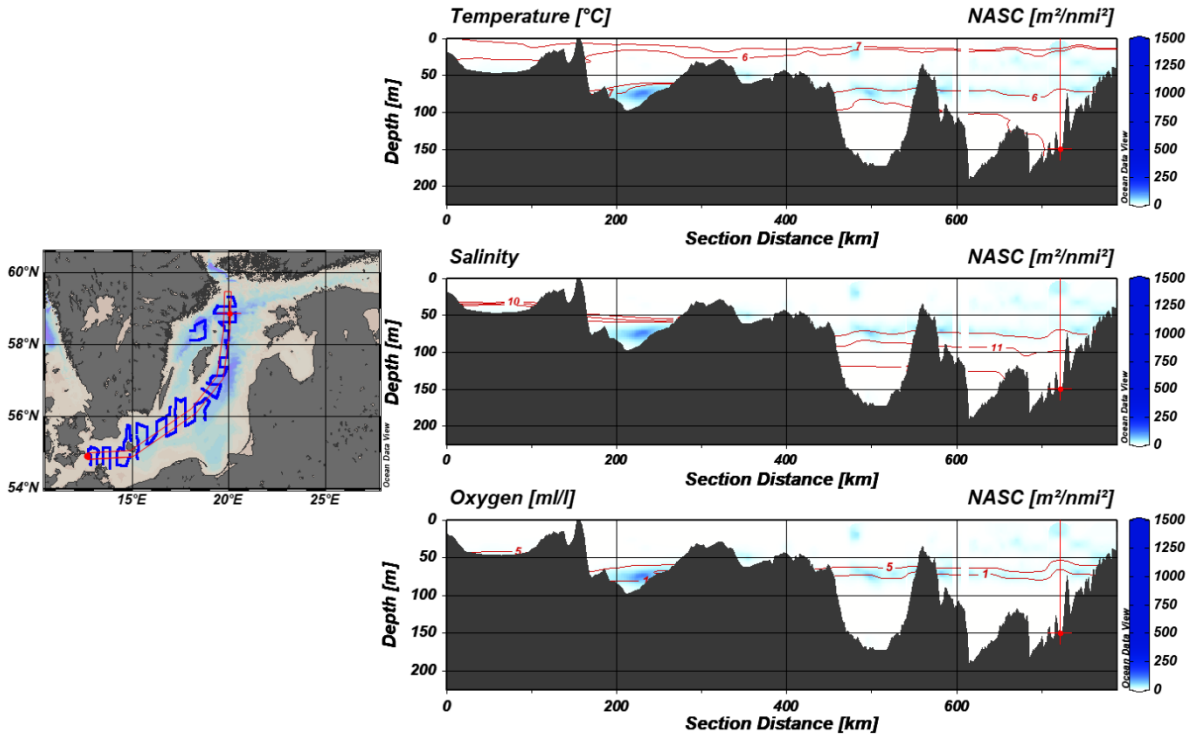 Temperature [°C]
NASC [m²/nmi²]
0
50
100
150
200
Depth [m]
7
6
7
6
0
200
400
600
Section Distance [km]
1500
1250
1000
750
500
250
0
Ocean Data View
60°N
58°N
56°N
54°N
15°E
20°E
25°E
Ocean Data View
Salinity
NASC [m²/nmi²]
0
50
100
150
200
Depth [m]
10
11
0
200
400
600
Section Distance [km]
1500
1250
1000
750
500
250
0
Ocean Data View
Oxygen [ml/l]
NASC [m²/nmi²]
0
50
100
150
200
Depth [m]
5
1
5
1
0
200
400
600
Section Distance [km]
1500
1250
1000
750
500
250
0
Ocean Data View